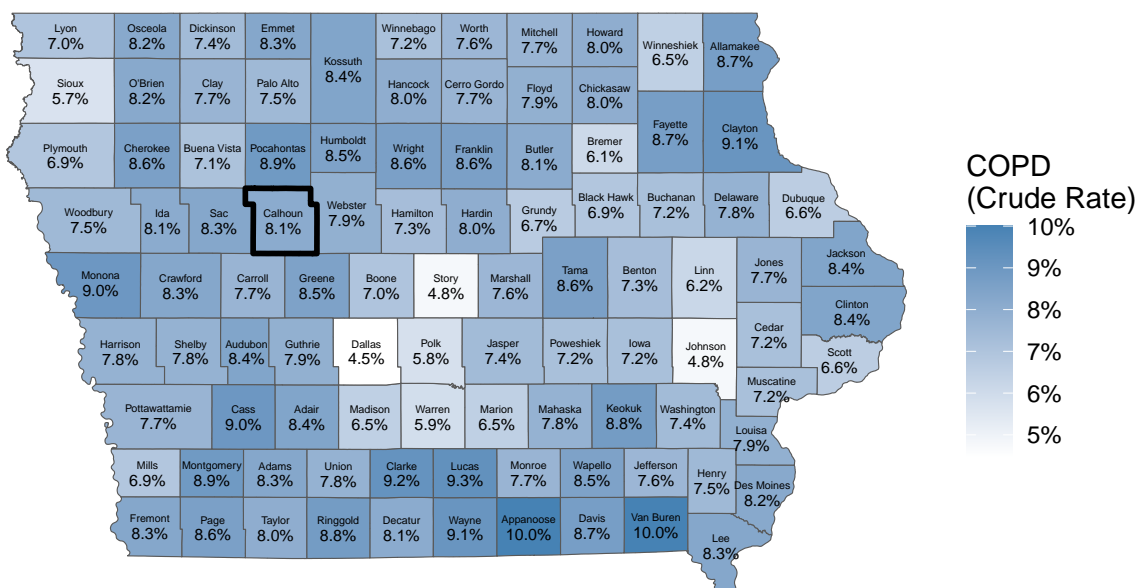 Lyon
7.0%
Osceola
8.2%
Dickinson
7.4%
Emmet
8.3%
Kossuth
8.4%
Winnebago
7.2%
Worth
7.6%
Mitchell
7.7%
Howard
8.0%
Winneshiek
6.5%
Allamakee
8.7%
Sioux
5.7%
O'Brien
8.2%
Clay
7.7%
Palo Alto
7.5%
Hancock
8.0%
Cerro Gordo
7.7%
Floyd
7.9%
Chickasaw
8.0%
Plymouth
6.9%
Cherokee
8.6%
Buena Vista
7.1%
Pocahontas
8.9%
Humboldt
8.5%
Wright
8.6%
Franklin
8.6%
Butler
8.1%
Bremer
6.1%
Fayette
8.7%
Clayton
9.1%
Woodbury
7.5%
Ida
8.1%
Sac
8.3%
Calhoun
8.1%
Webster
7.9%
Hamilton
7.3%
Hardin
8.0%
Grundy
6.7%
Black Hawk
6.9%
Buchanan
7.2%
Delaware
7.8%
Dubuque
6.6%
Monona
9.0%
Crawford
8.3%
Carroll
7.7%
Greene
8.5%
Boone
7.0%
Story
4.8%
Marshall
7.6%
Tama
8.6%
Benton
7.3%
Linn
6.2%
Jones
7.7%
Jackson
8.4%
Clinton
8.4%
Harrison
7.8%
Shelby
7.8%
Audubon
8.4%
Guthrie
7.9%
Dallas
4.5%
Polk
5.8%
Jasper
7.4%
Poweshiek
7.2%
Iowa
7.2%
Johnson
4.8%
Cedar
7.2%
Scott
6.6%
Muscatine
7.2%
Pottawattamie
7.7%
Cass
9.0%
Adair
8.4%
Madison
6.5%
Warren
5.9%
Marion
6.5%
Mahaska
7.8%
Keokuk
8.8%
Washington
7.4%
Louisa
7.9%
Mills
6.9%
Montgomery
8.9%
Adams
8.3%
Union
7.8%
Clarke
9.2%
Lucas
9.3%
Monroe
7.7%
Wapello
8.5%
Jefferson
7.6%
Henry
7.5%
Des Moines
8.2%
Fremont
8.3%
Page
8.6%
Taylor
8.0%
Ringgold
8.8%
Decatur
8.1%
Wayne
9.1%
Appanoose
10.0%
Davis
8.7%
Van Buren
10.0%
Lee
8.3%
COPD
(Crude Rate)
10%
9%
8%
7%
6%
5%